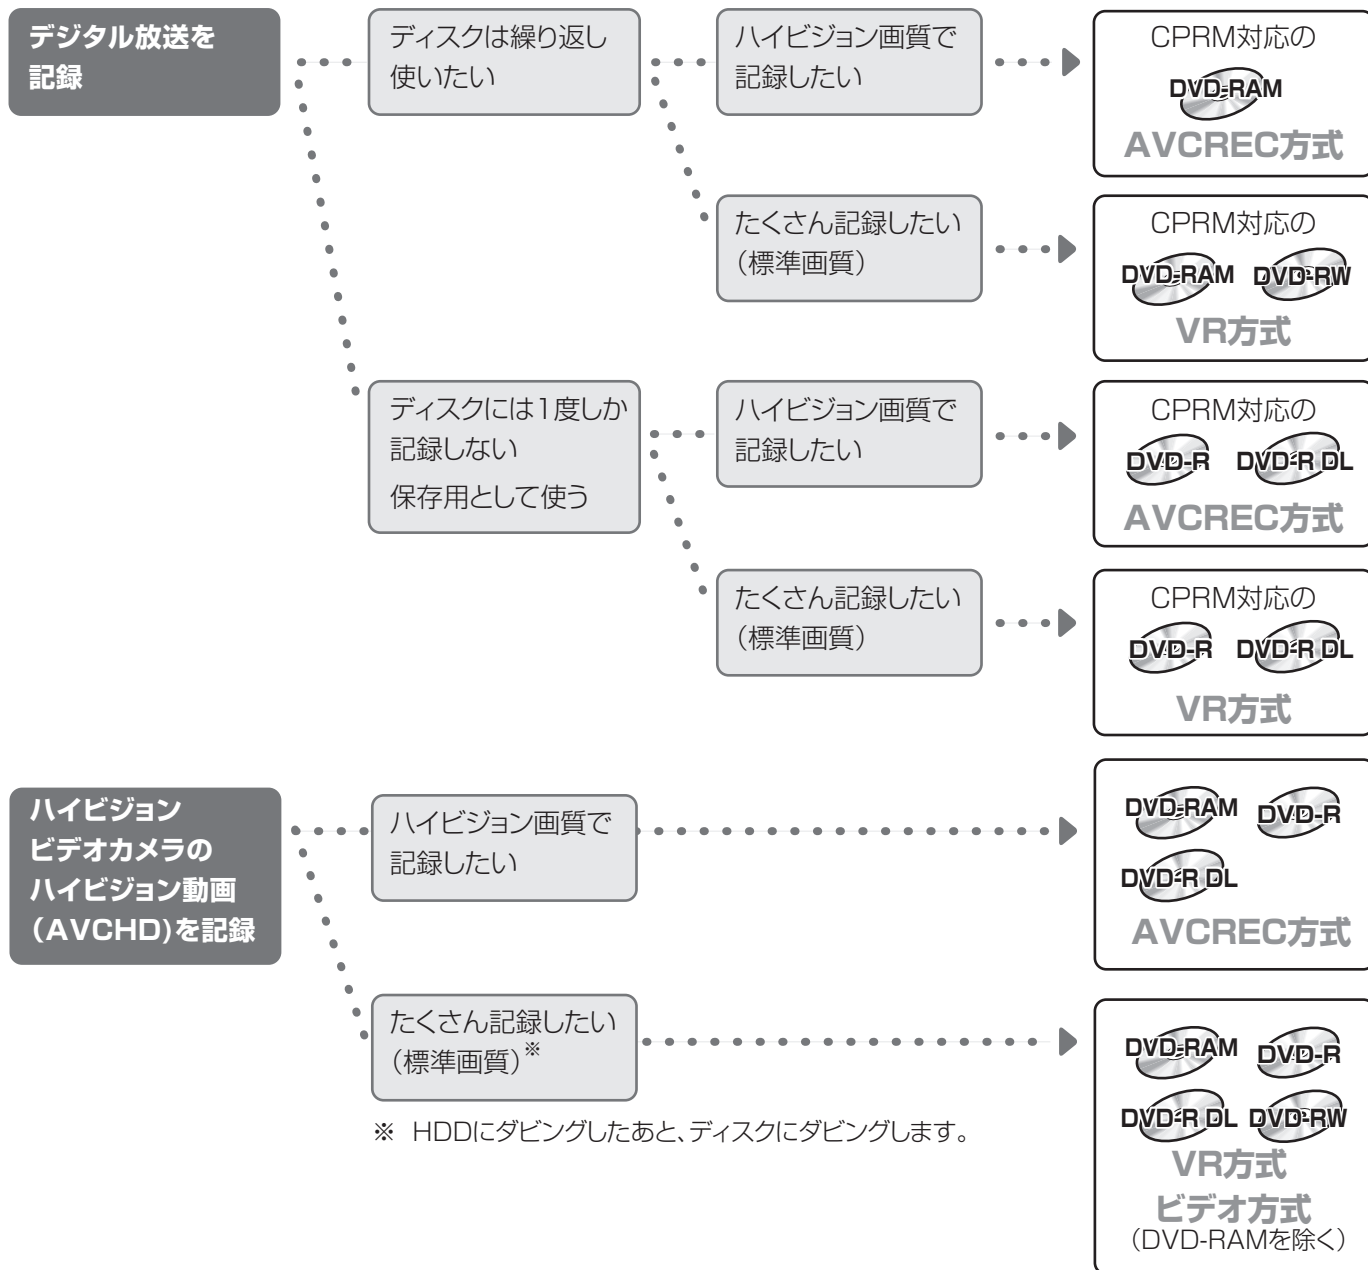 デジタル放送を
記録
ディスクは繰り返し
使いたい
ハイビジョン画質で
記録したい
CPRM対応の
DVD-RAM
AVCREC方式
たくさん記録したい
（標準画質）
CPRM対応の
DVD-RAM DVD-RW
VR方式
ディスクには1度しか
記録しない
保存用として使う
ハイビジョン画質で
記録したい
CPRM対応の
DVD-R DVD-R DL
AVCREC方式
たくさん記録したい
（標準画質）
CPRM対応の
DVD-R DVD-R DL
VR方式
ハイビジョン
ビデオカメラの
ハイビジョン動画
（AVCHD)を記録
ハイビジョン画質で
記録したい
DVD-RAM DVD-R
DVD-R DL
AVCREC方式
たくさん記録したい
（標準画質）※
DVD-RAM DVD-R
DVD-R DL DVD-RW
VR方式
ビデオ方式
（DVD-RAMを除く）
※ HDDにダビングしたあと、ディスクにダビングします。